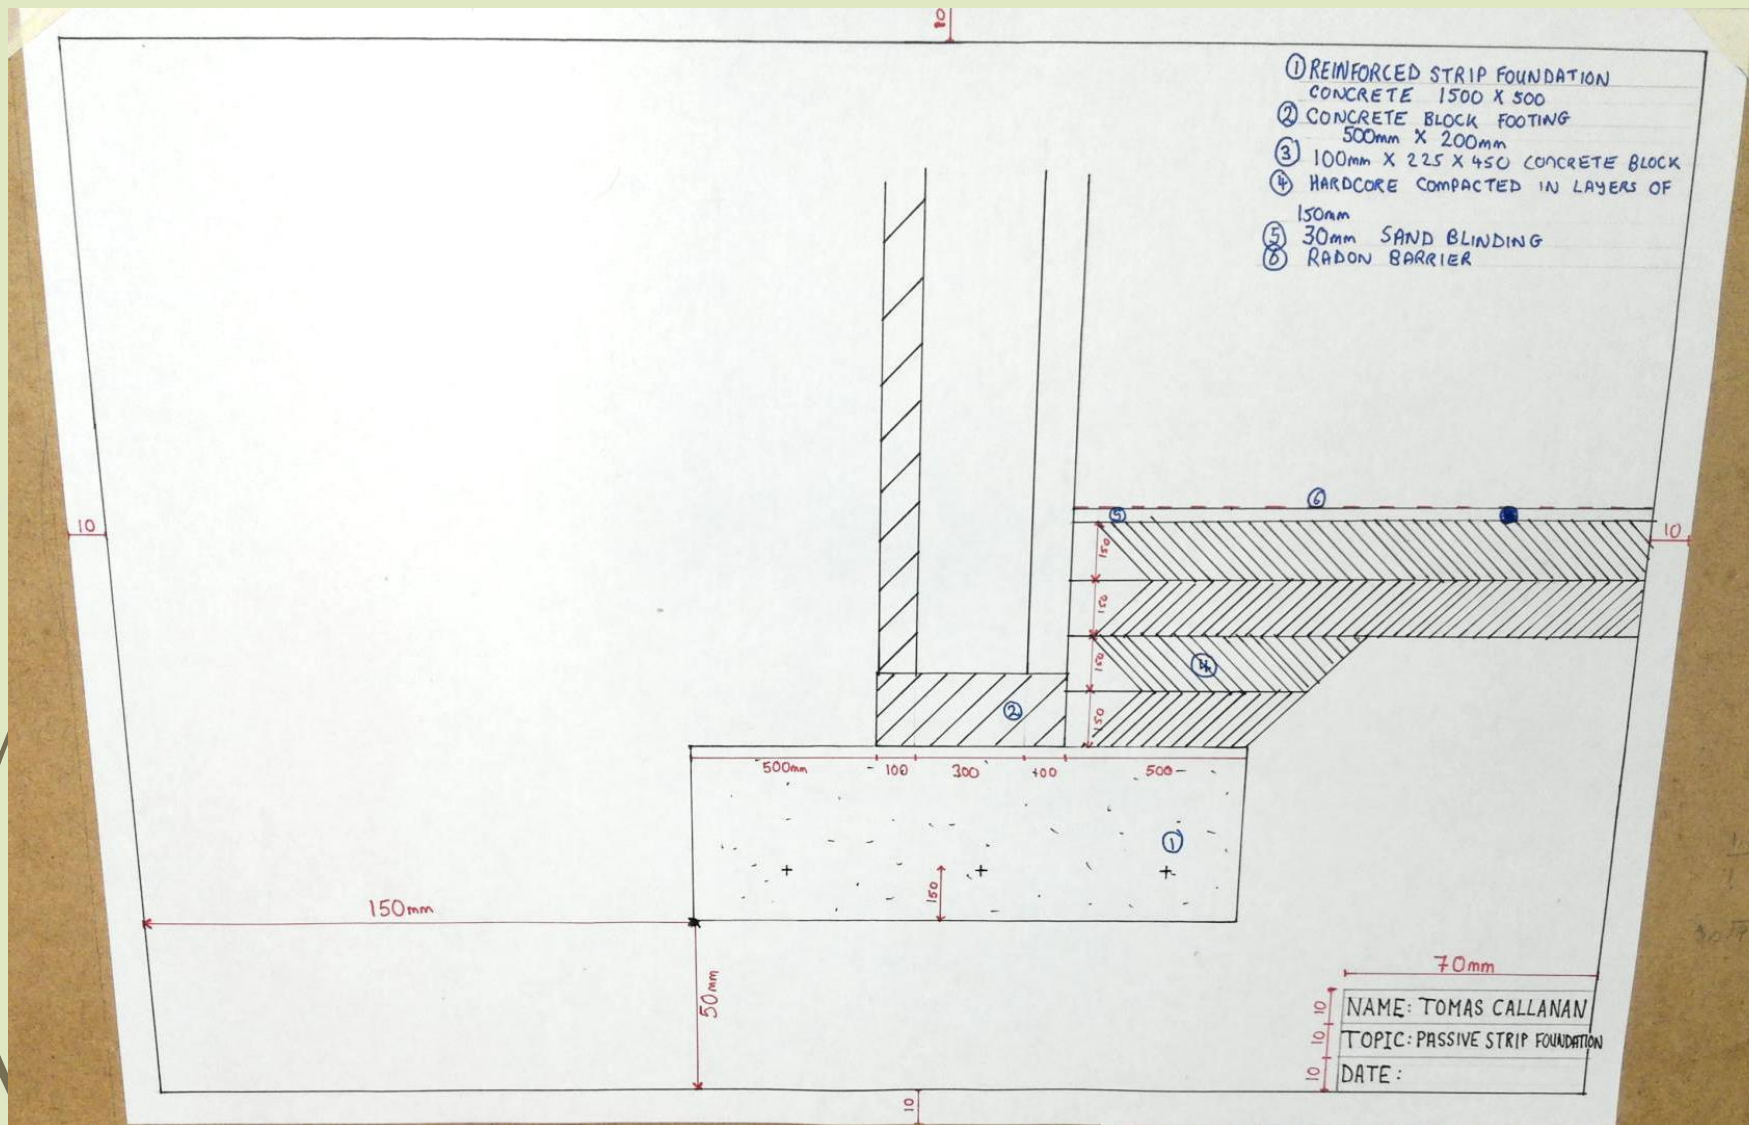 10
① REINFORCED STRIP FOUNDATION
CONCRETE 1500 X 500
② CONCRETE BLOCK FOOTING
500mm X 200mm
③ 100mm X 225 X 450 CONCRETE BLOCK
④ HARDCORE COMPACTED IN LAYERS OF
150mm
⑤ 30mm SAND BLINDING
⑥ RADON BARRIER
⑥
⑤
10
10
150
150
150
④
150
②
500mm 100 300 100 500
①
150
150mm
50mm
70mm
10
NAME: TOMAS CALLANAN
10
TOPIC: PASSIVE STRIP FOUNDATION
10
DATE:
10